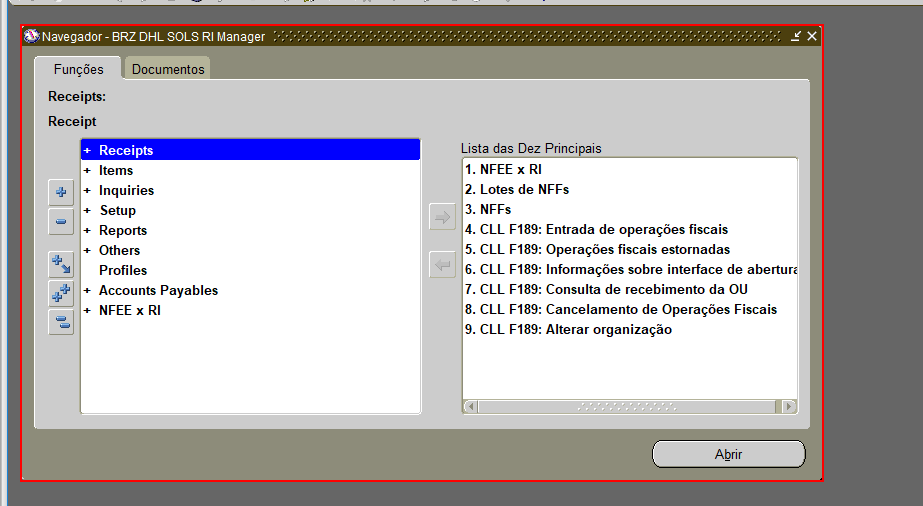 Navegador - BRZ DHL SOLS RI Manager
Funções
Documentos
Receipts:
Receipt
+ Receipts
+ Items
+ Inquiries
+ Setup
+ Reports
+ Others
Profiles
+ Accounts Payables
+ NFEE x RI
Lista das Dez Principais
1. NFEE x RI
2. Lotes de NFFs
3. NFFs
4. CLL F189: Entrada de operações fiscais
5. CLL F189: Operações fiscais estornadas
6. CLL F189: Informações sobre interface de abertura
7. CLL F189: Consulta de recebimento da OU
8. CLL F189: Cancelamento de Operações Fiscais
9. CLL F189: Alterar organização
Abrir